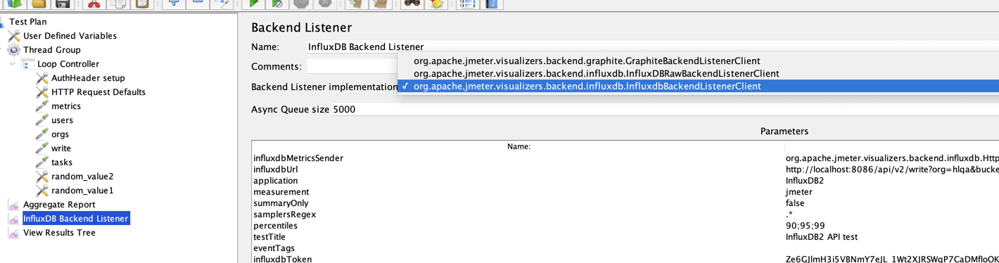 Test Plan
User Defined Variables
Thread Group
Loop Controller
AuthHeader setup
HTTP Request Defaults
metrics
users
orgs
write
tasks
random_value2
random_value1
Aggregate Report
InfluxDB Backend Listener
View Results Tree
Backend Listener
Name: InfluxDB Backend Listener
Comments:
org.apache.jmeter.visualizers.backend.graphite.GraphiteBackendListenerClient
org.apache.jmeter.visualizers.backend.influxdb.InfluxDBRawBackendListenerClient
Backend Listener implementation ✓ org.apache.jmeter.visualizers.backend.influxdb.InfluxdbBackendListenerClient
Async Queue size 5000
Parameters
Name:
influxdbMetricsSender org.apache.jmeter.visualizers.backend.influxdb.Http
influxdbUrl http://localhost:8086/api/v2/write?org=hlqa&bucke
application InfluxDB2
measurement jmeter
summaryOnly false
samplersRegex .*
percentiles 90;95;99
testTitle InfluxDB2 API test
eventTags
influxdbToken